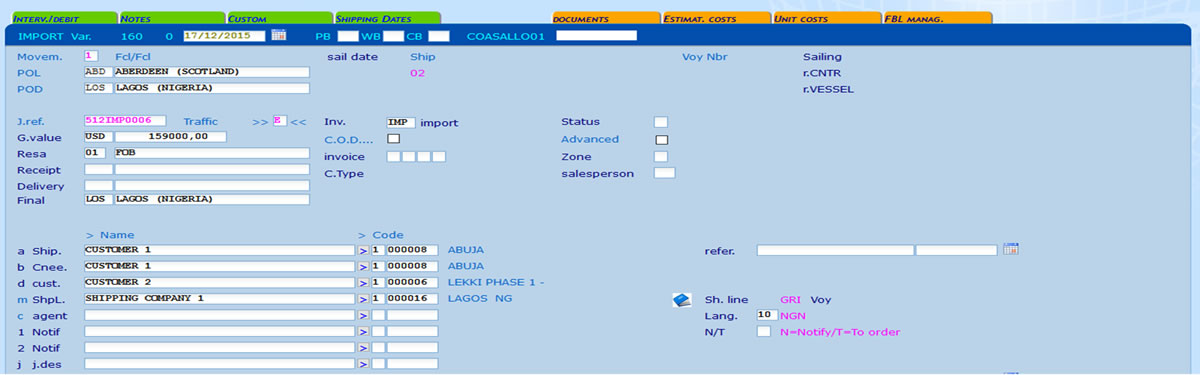 INTERV./DEBIT NOTES CUSTOM SHIPPING DATES DOCUMENTS ESTIMAT. COSTS UNIT COSTS FBL MANAG.
IMPORT Var. 160 0 17/12/2015 PB WB CB COASALLO01
Movem. 1 Fcl/Fcl sail date Ship Voy Nbr Sailing
POL ABD ABERDEEN (SCOTLAND) 02 r.CNTR
POD LOS LAGOS (NIGERIA) r.VESSEL
J.ref. 512IMP0006 Traffic >> E << Inv. IMP import Status
G.value USD 159000,00 C.O.D.... Advanced
Resa 01 FOB invoice Zone
Receipt C.Type salesperson
Delivery
Final LOS LAGOS (NIGERIA)
> Name > Code
a Ship. CUSTOMER 1 > 1 000008 ABUJA refer.
b Cnee. CUSTOMER 1 > 1 000008 ABUJA
d cust. CUSTOMER 2 > 1 000006 LEKKI PHASE 1 -
m ShpL. SHIPPING COMPANY 1 > 1 000016 LAGOS NG Sh. line GRI Voy
c agent > Lang. 10 NGN
1 Notif > N/T N=Notify/T=To order
2 Notif >
j j.des >